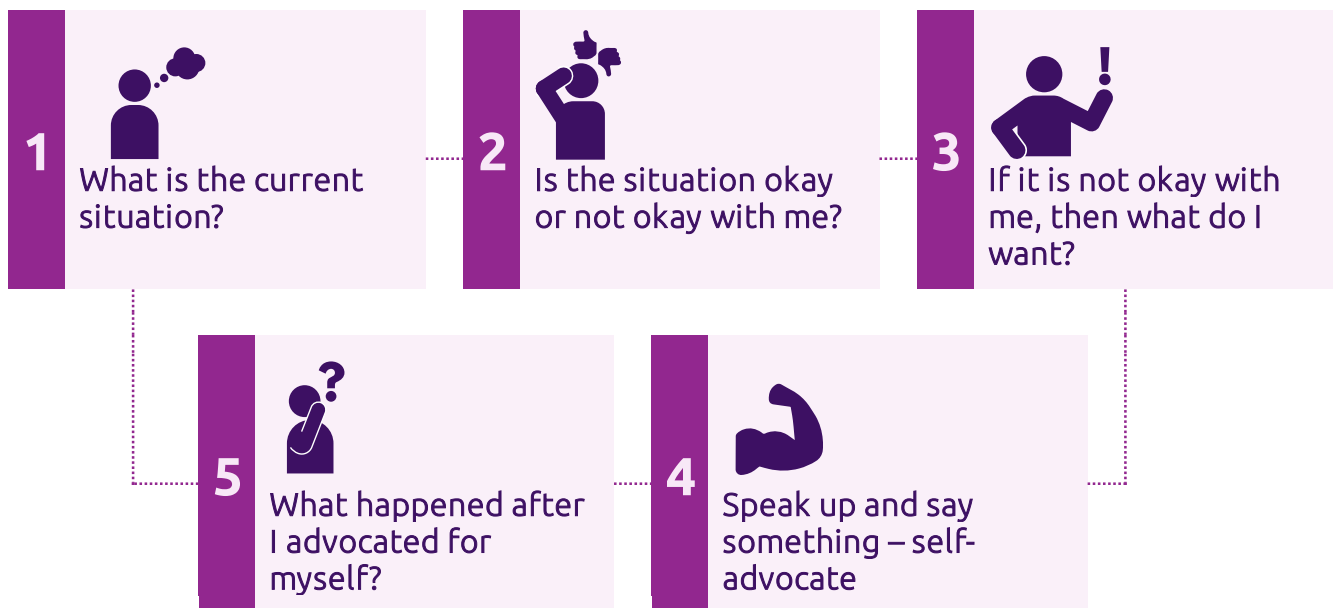 1
What is the current
situation?
2
Is the situation okay
or not okay with me?
3
If it is not okay with
me, then what do I
want?
4
Speak up and say
something – self-
advocate
5
What happened after
I advocated for
myself?